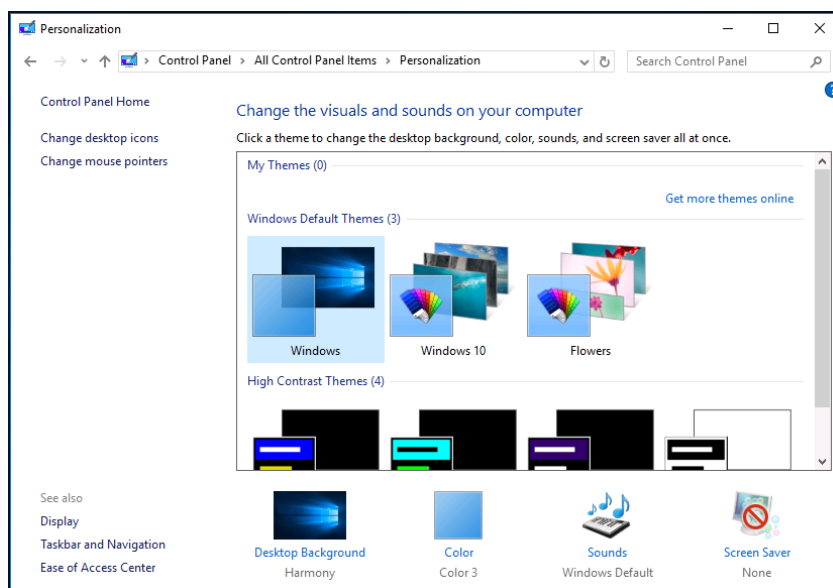 Personalization
Control Panel > All Control Panel Items > Personalization
Search Control Panel
Control Panel Home
Change desktop icons
Change mouse pointers
Change the visuals and sounds on your computer
Click a theme to change the desktop background, color, sounds, and screen saver all at once.
My Themes (0)
Get more themes online
Windows Default Themes (3)
Windows
Windows 10
Flowers
High Contrast Themes (4)
See also
Display
Taskbar and Navigation
Ease of Access Center
Desktop Background
Harmony
Color
Color 3
Sounds
Windows Default
Screen Saver
None